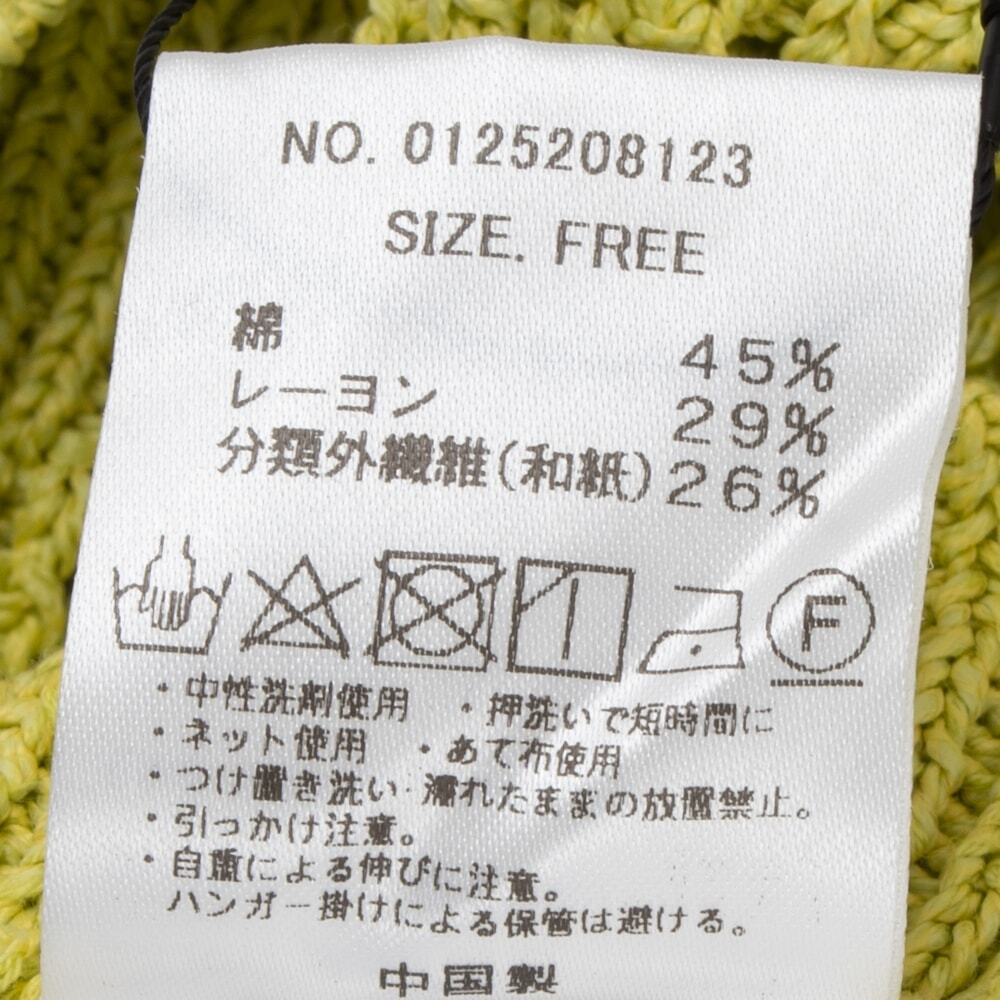 NO. 0125208123
SIZE. FREE
綿 45%
レーヨン 29%
分類外繊維(和紙) 26%
F
・中性洗剤使用 ・押洗いで短時間に
・ネット使用 ・あて布使用
・つけ置き洗い・濡れたままの放置禁止。
・引っかけ注意。
・自重による伸びに注意。
ハンガー掛けによる保管は避ける。
中国製